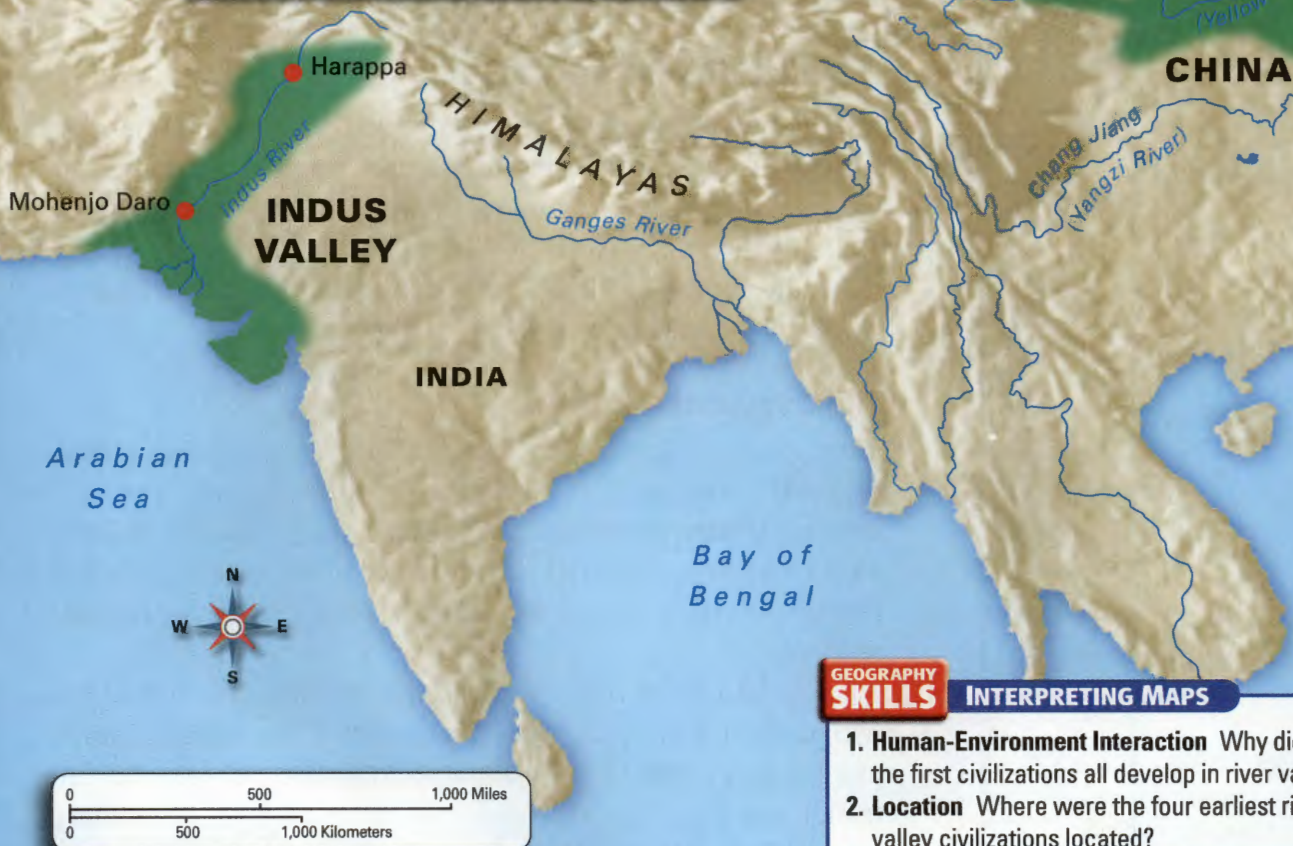 (Yellow
CHINA
Harappa
HIMALAYAS
Chang Jiang
(Yangzi River)
Indus River
Mohenjo Daro
INDUS
VALLEY
Ganges River
INDIA
Arabian
Sea
Bay of
Bengal
N
W E
S
0 500 1,000 Miles
0 500 1,000 Kilometers
GEOGRAPHY
SKILLS INTERPRETING MAPS
1. Human-Environment Interaction Why did
the first civilizations all develop in river
2. Location Where were the four earliest
valley civilizations located?